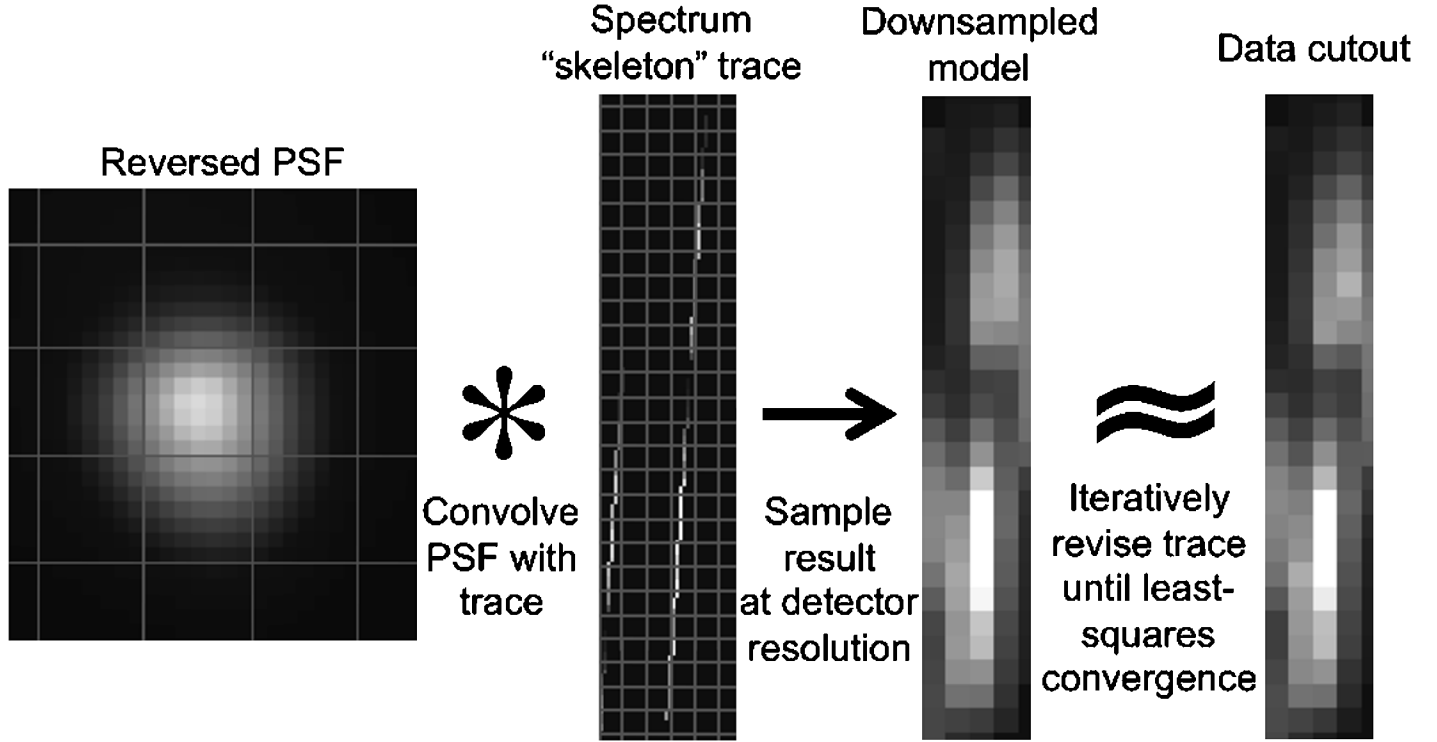 Reversed PSF
Convolve
PSF with
trace
Spectrum
“skeleton” trace
Sample
result
at detector
resolution
Downsampled
model
Iteratively
revise trace
until least-
squares
convergence
Data cutout